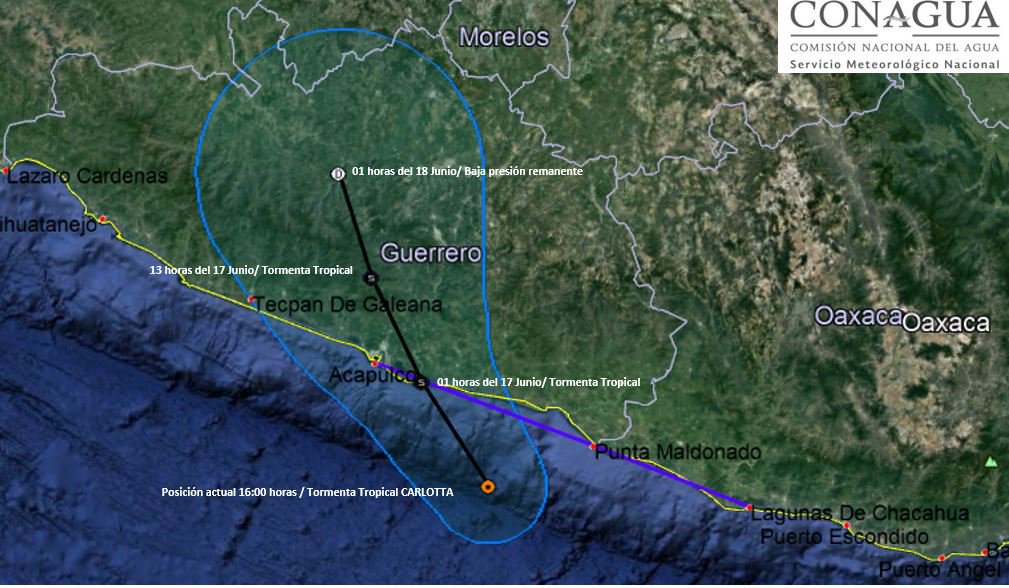 CONAGUA
COMISIÓN NACIONAL DEL AGUA
Servicio Meteorológico Nacional
Morelos
01 horas del 18 Junio/ Baja presión remanente
Lazaro Cardenas
ihuatanejo
Guerrero
13 horas del 17 Junio/ Tormenta Tropical
S
Tecpan De Galeana
Oaxaca
Oaxaca
Acapulco
S
01 horas del 17 Junio/ Tormenta Tropical
Punta Maldonado
Posición actual 16:00 horas / Tormenta Tropical CARLOTTA
Lagunas De Chacahua
Puerto Escondido
Ba
Puerto Angel